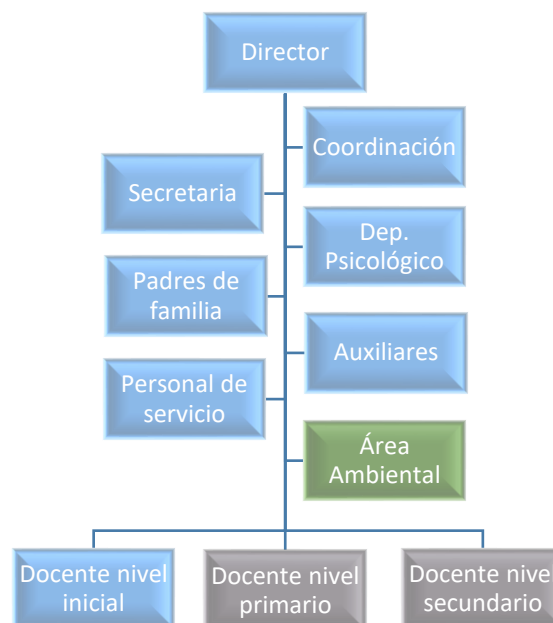 Director
Coordinación
Secretaria
Dep.
Psicológico
Padres de
familia
Auxiliares
Personal de
servicio
Área
Ambiental
Docente nivel
inicial
Docente nivel
primario
Docente nivel
secundario